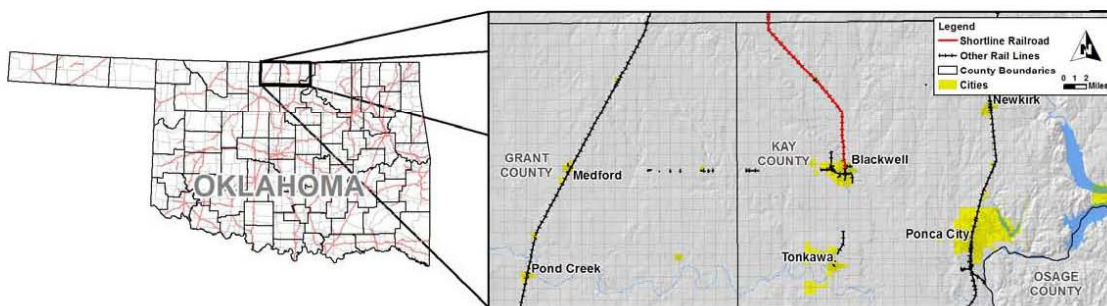 OKLAHOMA
Legend
Shortline Railroad
Other Rail Lines
County Boundaries
Cities
N
0 1 2
Miles
Newkirk
GRANT
COUNTY
Medford
KAY
COUNTY
Blackwell
Ponca City
Tonkawa
Pond Creek
OSAGE
COUNTY